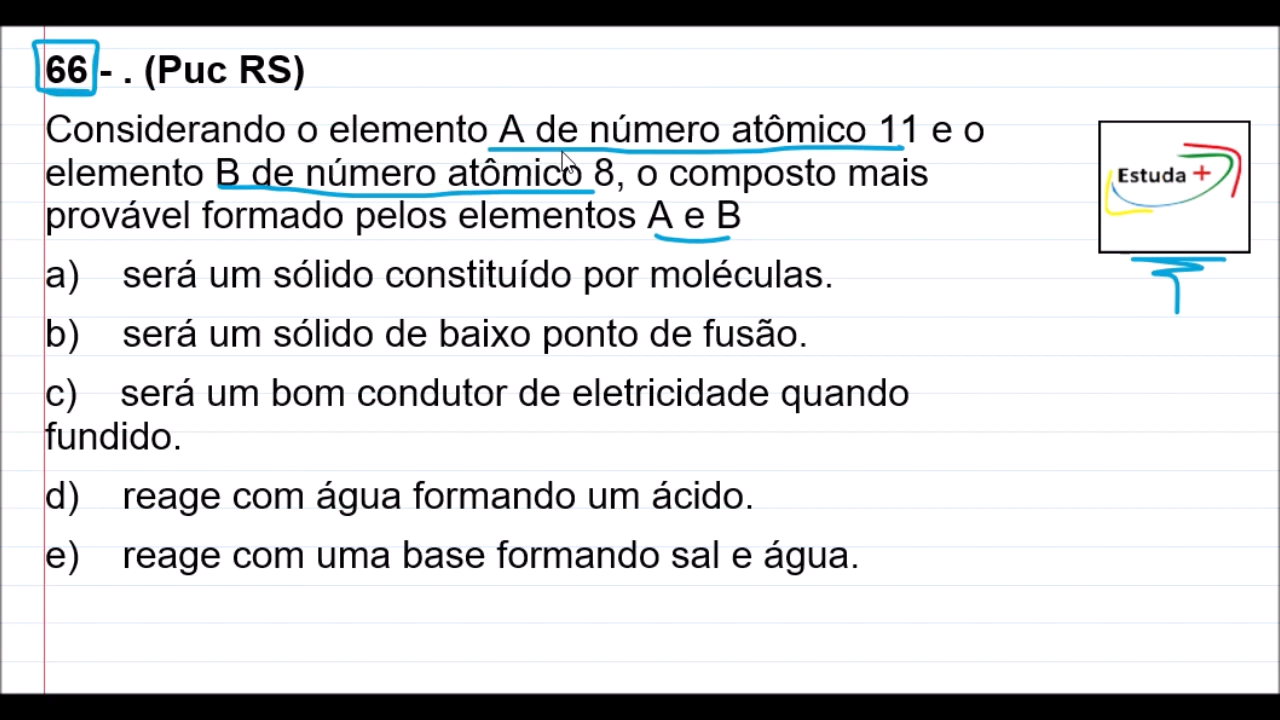 66 - . (Puc RS)
Considerando o elemento A de número atômico 11 e o
elemento B de número atômico 8, o composto mais
provável formado pelos elementos A e B
Estuda +
a) será um sólido constituído por moléculas.
b) será um sólido de baixo ponto de fusão.
c) será um bom condutor de eletricidade quando
fundido.
d) reage com água formando um ácido.
e) reage com uma base formando sal e água.